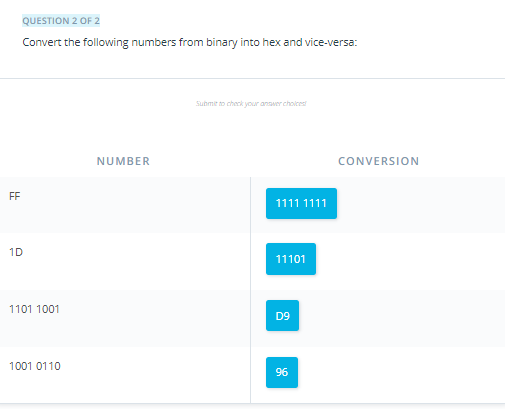 QUESTION 2 OF 2
Convert the following numbers from binary into hex and vice-versa:
Submit to check your answer choices!
NUMBER CONVERSION
FF 1111 1111
1D 11101
1101 1001 D9
1001 0110 96